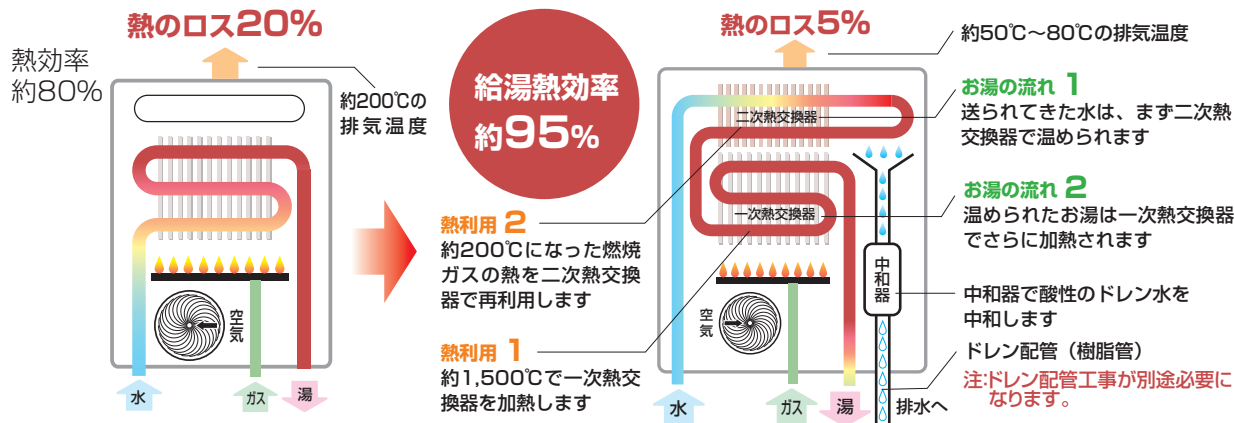 熱のロス20%
熱効率
約80%
約200℃の
排気温度
空気
水
ガス
湯
給湯熱効率
約95%
熱利用 2
約200℃になった燃焼
ガスの熱を二次熱交換
器で再利用します
熱利用 1
約1,500℃で一次熱交
換器を加熱します
熱のロス5%
約50℃〜80℃の排気温度
二次熱交換器
一次熱交換器
お湯の流れ 1
送られてきた水は、まず二次熱
交換器で温められます
お湯の流れ 2
温められたお湯は一次熱交換器
でさらに加熱されます
中和器
中和器で酸性のドレン水を
中和します
ドレン配管（樹脂管）
注:ドレン配管工事が別途必要に
なります。
空気
水
ガス
湯
排水へ